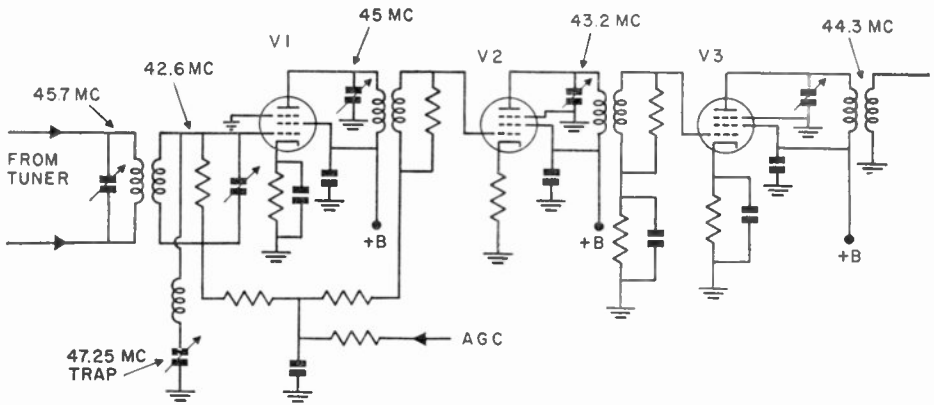 45 MC
43.2 MC
44.3 MC
V1
V2
V3
42.6 MC
45.7 MC
FROM
TUNER
+B
+B
AGC
47.25 MC
TRAP